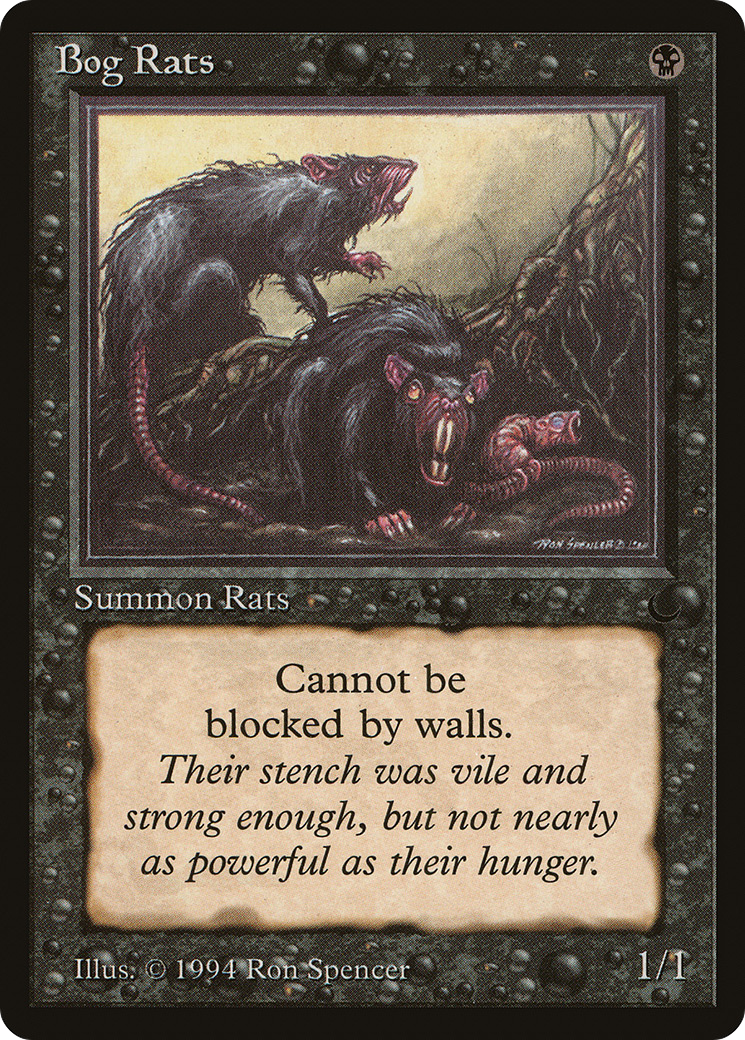 Bog Rats
Summon Rats
Cannot be
blocked by walls.
Their stench was vile and
strong enough, but not nearly
as powerful as their hunger.
Illus. © 1994 Ron Spencer
1/1